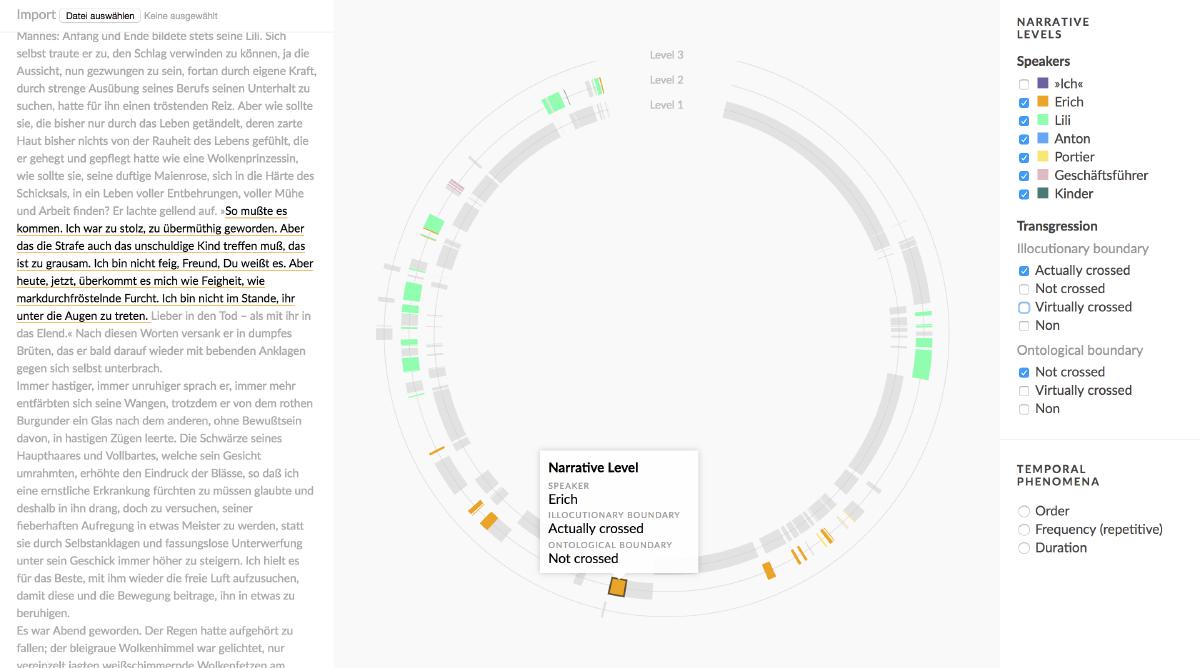 Import Datei auswählen Keine ausgewählt
Mannes: Anfang und Ende bildete stets seine Lili. Sich
selbst traute er zu, den Schlag verwinden zu können, ja die
Aussicht, nun gezwungen zu sein, fortan durch eigene Kraft,
durch strenge Ausübung seines Berufs seinen Unterhalt zu
suchen, hatte für ihn einen tröstenden Reiz. Aber wie sollte
sie, die bisher nur durch das Leben getändelt, deren zarte
Haut bisher nichts von der Rauheit des Lebens gefühlt, die
er gehegt und gepflegt hatte wie eine Wolkenprinzessin,
wie sollte sie, seine duftige Maienrose, sich in die Härte des
Schicksals, in ein Leben voller Entbehrungen, voller Mühe
und Arbeit finden? Er lachte gellend auf. »So mußte es
kommen. Ich war zu stolz, zu übermüthig geworden. Aber
das die Strafe auch das unschuldige Kind treffen muß, das
ist zu grausam. Ich bin nicht feig, Freund, Du weißt es. Aber
heute, jetzt, überkommt es mich wie Feigheit, wie
markdurchfröstelnde Furcht. Ich bin nicht im Stande, ihr
unter die Augen zu treten. Lieber in den Tod – als mit ihr in
das Elend.« Nach diesen Worten versank er in dumpfes
Brüten, das er bald darauf wieder mit bebenden Anklagen
gegen sich selbst unterbrach.
Immer hastiger, immer unruhiger sprach er, immer mehr
entfärbten sich seine Wangen, trotzdem er von dem rothen
Burgunder ein Glas nach dem anderen, ohne Bewußtsein
davon, in hastigen Zügen leerte. Die Schwärze seines
Haupthaares und Vollbartes, welche sein Gesicht
umrahmten, erhöhte den Eindruck der Blässe, so daß ich
eine ernstliche Erkrankung fürchten zu müssen glaubte und
deshalb in ihn drang, doch zu versuchen, seiner
fieberhaften Aufregung in etwas Meister zu werden, statt
sie durch Selbstanklagen und fassungslose Unterwerfung
unter sein Geschick immer höher zu steigern. Ich hielt es
für das Beste, mit ihm wieder die freie Luft aufzusuchen,
damit diese und die Bewegung beitrage, ihn in etwas zu
beruhigen.
Es war Abend geworden. Der Regen hatte aufgehört zu
fallen; der bleigraue Wolkenhimmel war gelichtet, nur
vereinzelt jagten weißschimmernde Wolkenfetzen am
Level 3
Level 2
Level 1
Narrative Level
SPEAKER
Erich
ILLOCUTIONARY BOUNDARY
Actually crossed
ONTOLOGICAL BOUNDARY
Not crossed
NARRATIVE
LEVELS
Speakers
»Ich«
Erich
Lili
Anton
Portier
Geschäftsführer
Kinder
Transgression
Illocutionary boundary
Actually crossed
Not crossed
Virtually crossed
Non
Ontological boundary
Not crossed
Virtually crossed
Non
TEMPORAL
PHENOMENA
Order
Frequency (repetitive)
Duration